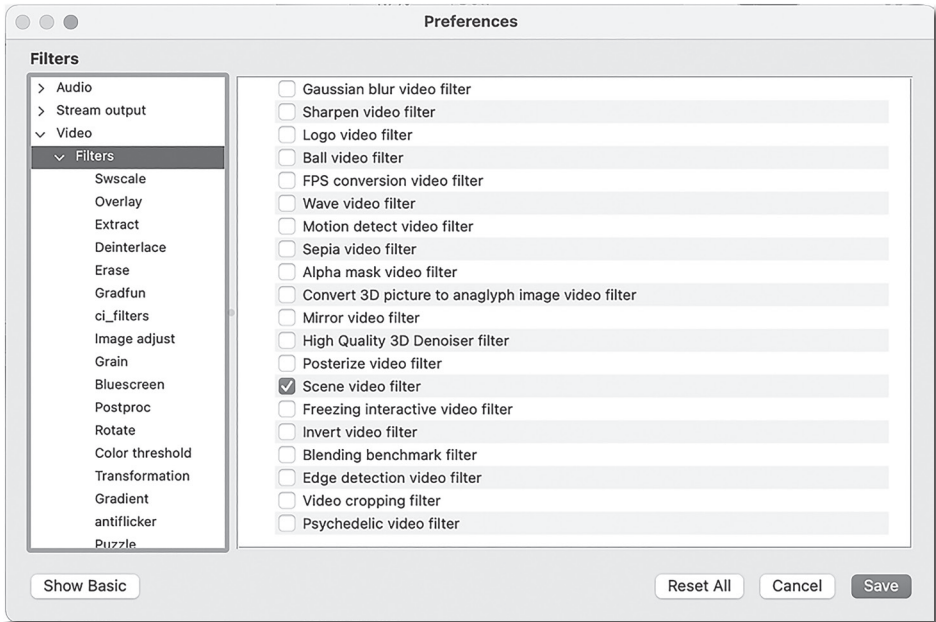 Preferences
Filters
Audio
Stream output
Video
Filters
Swscale
Overlay
Extract
Deinterlace
Erase
Gradfun
ci_filters
Image adjust
Grain
Bluescreen
Postproc
Rotate
Color threshold
Transformation
Gradient
antiflicker
Puzzle
Gaussian blur video filter
Sharpen video filter
Logo video filter
Ball video filter
FPS conversion video filter
Wave video filter
Motion detect video filter
Sepia video filter
Alpha mask video filter
Convert 3D picture to anaglyph image video filter
Mirror video filter
High Quality 3D Denoiser filter
Posterize video filter
Scene video filter
Freezing interactive video filter
Invert video filter
Blending benchmark filter
Edge detection video filter
Video cropping filter
Psychedelic video filter
Show Basic
Reset All
Cancel
Save